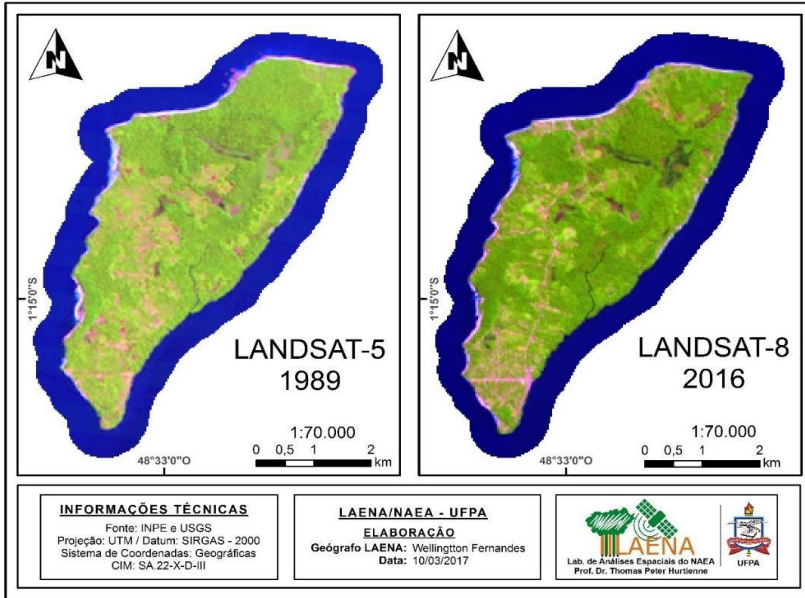 N
1°15'0"S
LANDSAT-5
1989
1:70.000
48°33'0"O
0 0,5 1 2
km
N
1°15'0"S
LANDSAT-8
2016
1:70.000
48°33'0"O
0 0,5 1 2
km
INFORMAÇÕES TÉCNICAS
Fonte: INPE e USGS
Projeção: UTM / Datum: SIRGAS - 2000
Sistema de Coordenadas: Geográficas
CIM: SA.22-X-D-III
LAENA/NAEA - UFPA
ELABORAÇÃO
Geógrafo LAENA: Wellingtton Fernandes
Data: 10/03/2017
LAENA
Lab. de Análises Espaciais do NAEA
Prof. Dr. Thomas Peter Hurtienne
UFPA